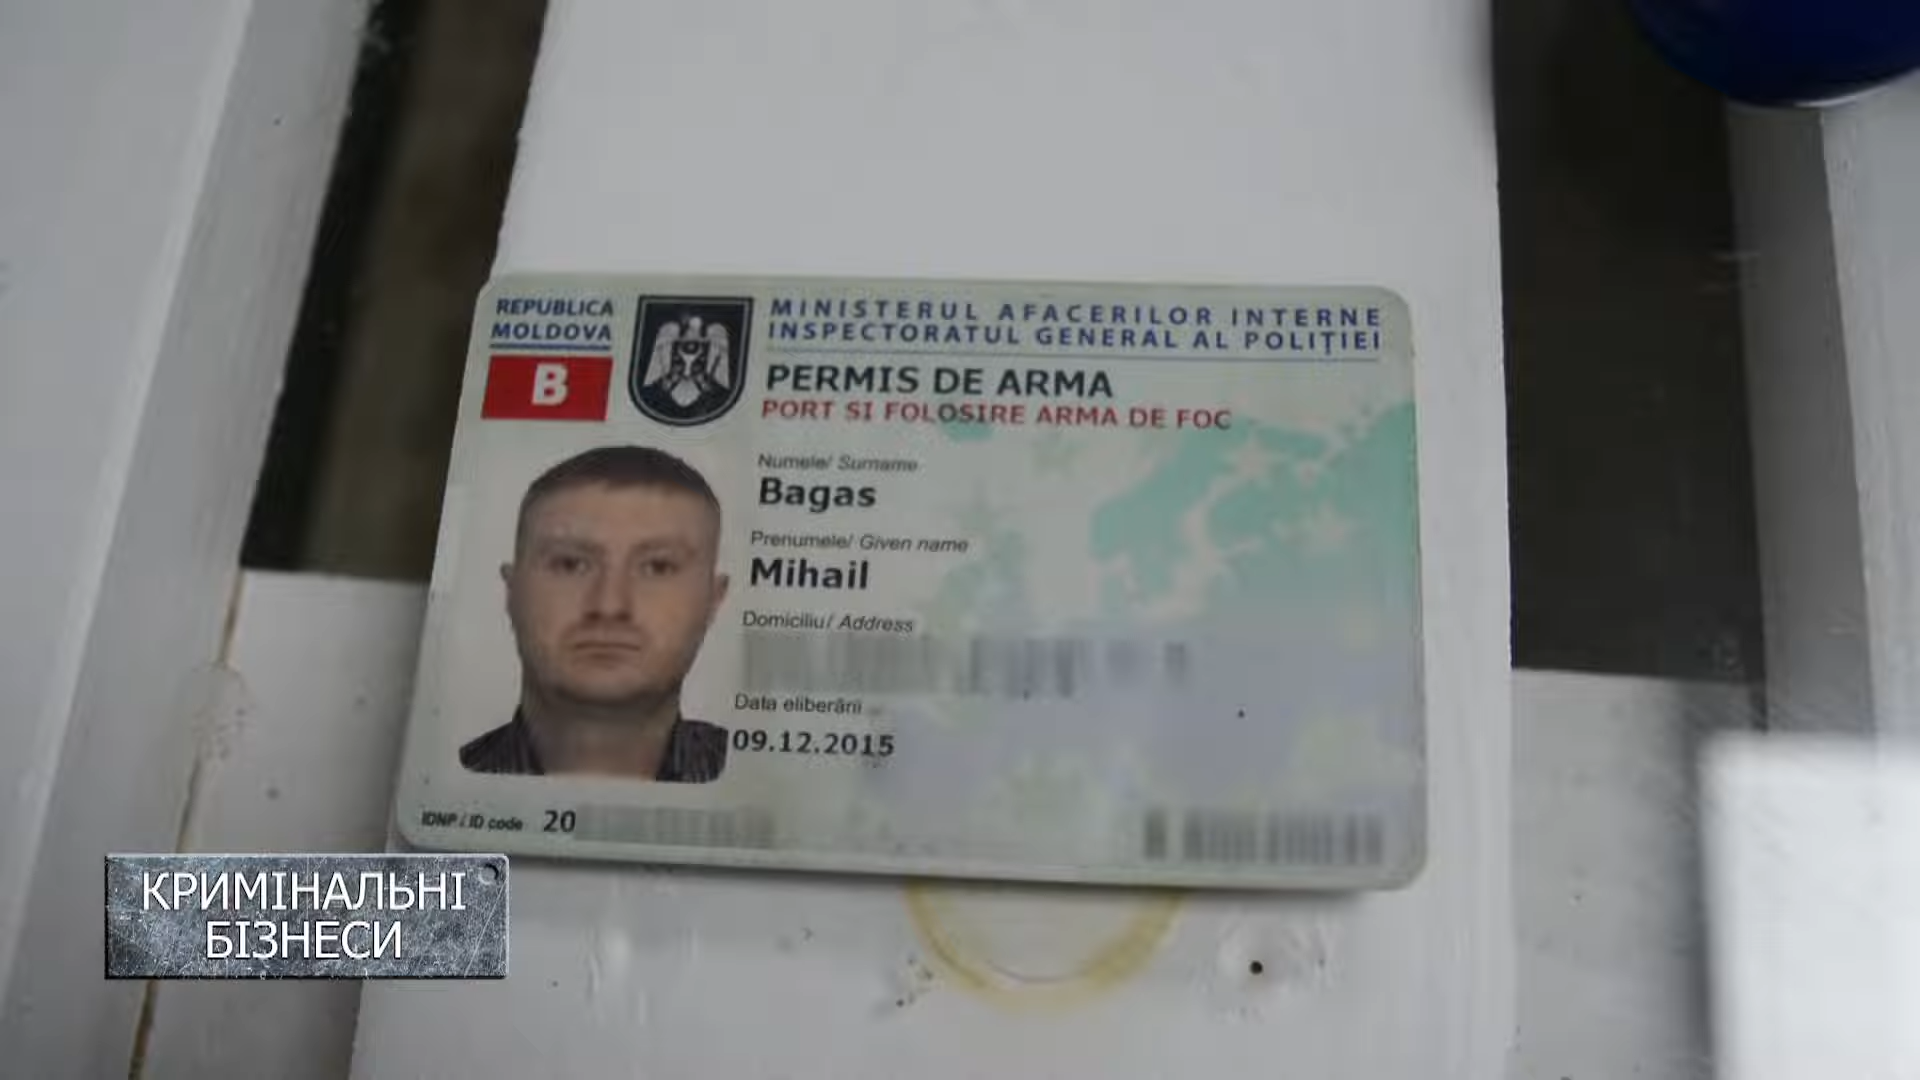 REPUBLICA
MOLDOVA
B
MINISTERUL AFACERILOR INTERNE
INSPECTORATUL GENERAL AL POLIȚIEI
PERMIS DE ARMA
PORT SI FOLOSIRE ARMA DE FOC
Numele/ Surname
Bagas
Prenumele/ Given name
Mihail
Domiciliu/ Address
Data eliberării
09.12.2015
IDNP / ID code 20
КРИМІНАЛЬНІ
БІЗНЕСИ